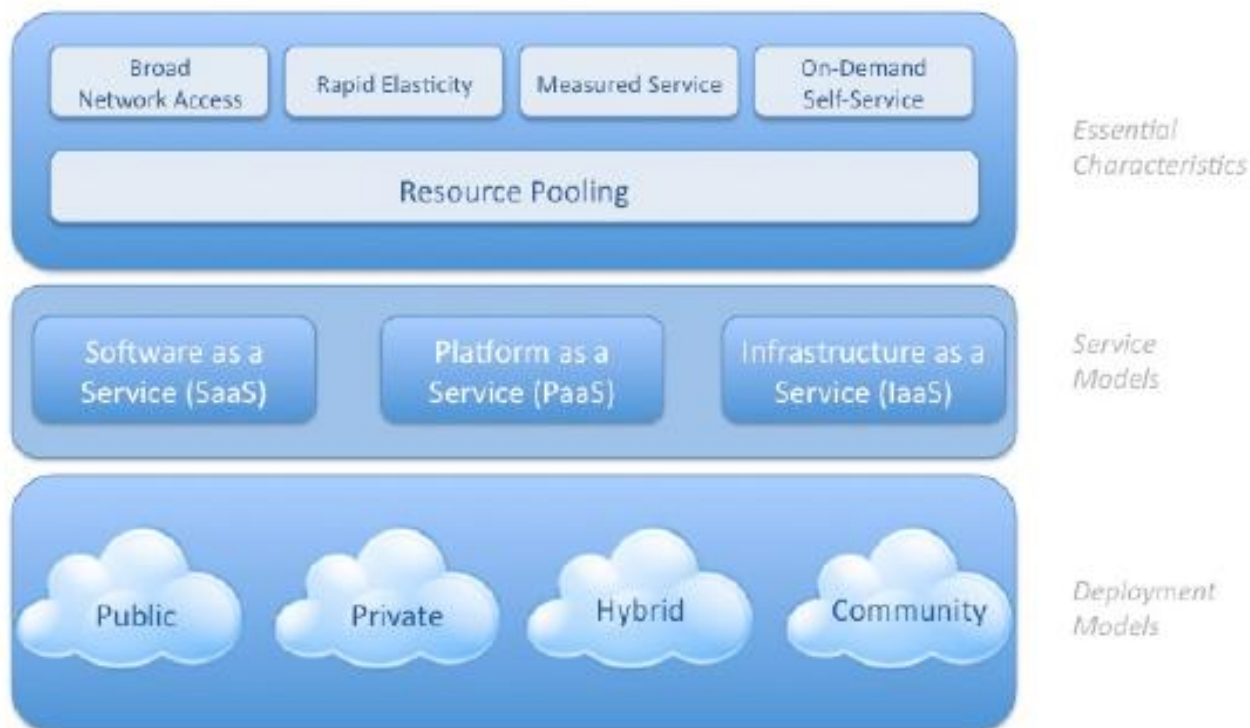 Broad
Network Access
Rapid Elasticity
Measured Service
On-Demand
Self-Service
Essential
Characteristics
Resource Pooling
Software as a
Service (SaaS)
Platform as a
Service (PaaS)
Infrastructure as a
Service (IaaS)
Service
Models
Public
Private
Hybrid
Community
Deployment
Models